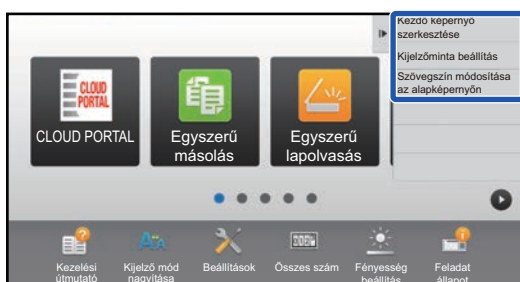 Kezdő képernyő
szerkesztése
Kijelzőminta beállítás
Szövegszín módosítása
az alapképernyőn
CLOUD
PORTAL
CLOUD PORTAL
Egyszerű
másolás
Egyszerű
lapolvasás
Kezelési
útmutató
Kijelző mód
nagyítása
Beállítások
Összes szám
Fényesség
beállítás
Feladat
állapot